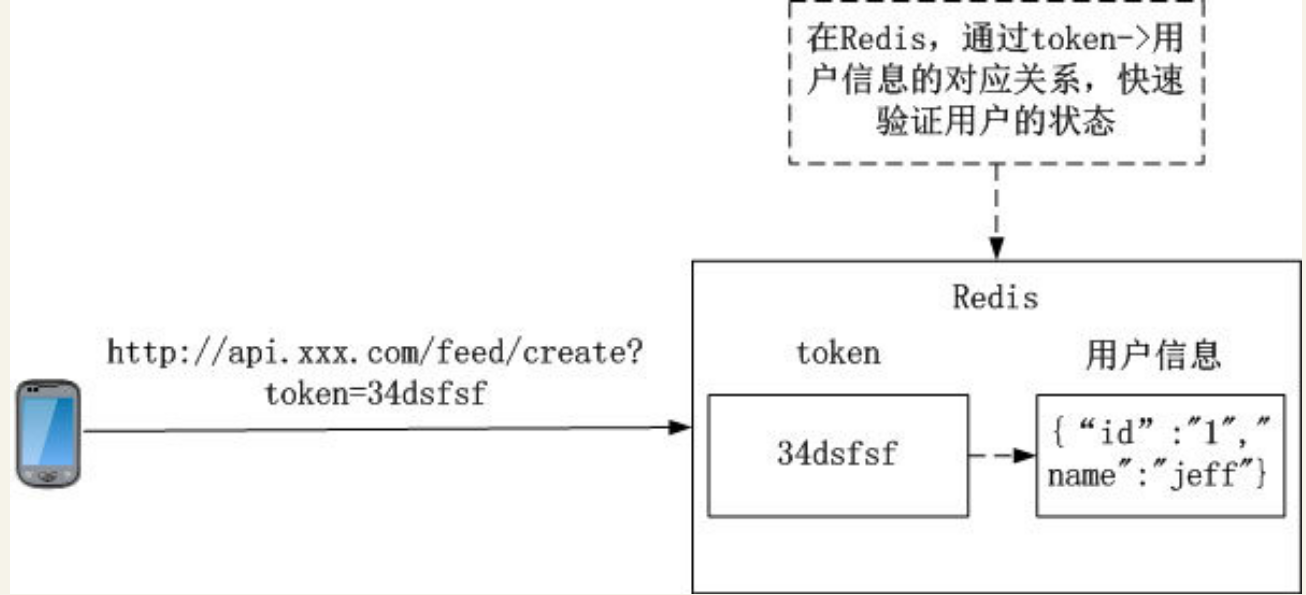 在Redis，通过token->用
户信息的对应关系，快速
验证用户的状态
Redis
http://api.xxx.com/feed/create?
token=34dsfsf
token
用户信息
34dsfsf
{“id”:"1","
name":"jeff"}